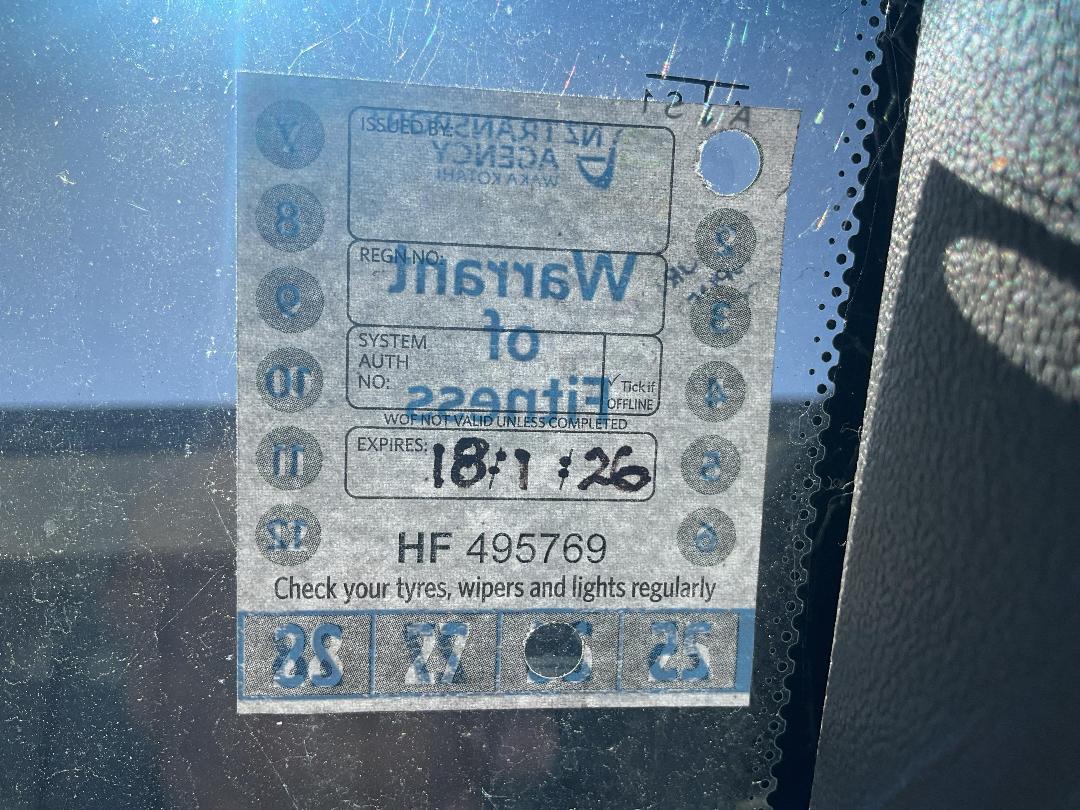 ISSUED BY:
NZ TRANSPORT
AGENCY
WAKA KOTAHI
REGN NO:
Warrant
of
Fitness
SYSTEM
AUTH
NO:
✓ Tick if
OFFLINE
WOF NOT VALID UNLESS COMPLETED
EXPIRES: 18/1/26
7
8
9
10
11
12
2
3
4
5
6
HF 495769
Check your tyres, wipers and lights regularly
28 27 25